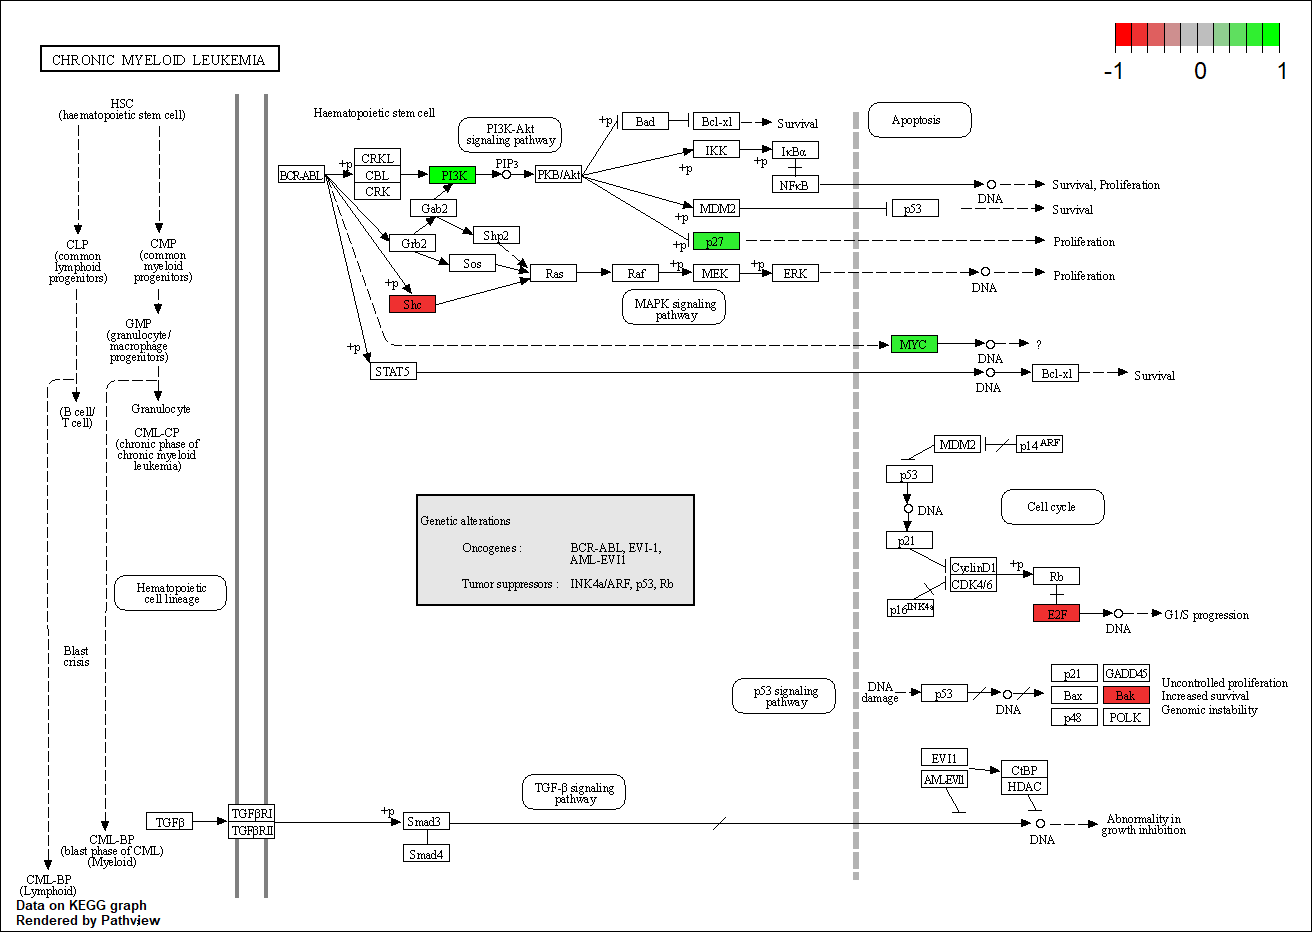 CHRONIC MYELOID LEUKEMIA
-1
0
1
HSC
(haematopoietic stem cell)
Haematopoietic stem cell
PI3K-Akt
signaling pathway
Apoptosis
+p
Bad
Bcl-xl
Survival
BCR-ABL
+p
CRKL
CBL
CRK
PI3K
PIP3
PKB/Akt
IKK
+p
+p
IκBα
NFκB
DNA
Survival, Proliferation
Gab2
MDM2
+p
p53
Survival
Grb2
Shp2
p27
+p
Proliferation
CLP
(common
lymphoid
progenitors)
CMP
(common
myeloid
progenitors)
Sos
Ras
Raf
+p
MEK
+p
ERK
DNA
Proliferation
+p
Shc
MAPK signaling
pathway
GMP
(granulocyte/
macrophage
progenitors)
+p
MYC
DNA
?
STAT5
DNA
Bcl-xl
Survival
(B cell/
T cell)
Granulocyte
CML-CP
(chronic phase of
chronic myeloid
leukemia)
MDM2
p14ARF
p53
DNA
Cell cycle
p21
Genetic alterations
Oncogenes :
BCR-ABL, EVI-1,
AML-EVI1
Tumor suppressors :
INK4a/ARF, p53, Rb
CyclinD1
CDK4/6
+p
Rb
p16INK4a
E2F
DNA
G1/S progression
Hematopoietic
cell lineage
Blast
crisis
p53 signaling
pathway
DNA
damage
p53
DNA
p21
GADD45
Bax
Bak
p48
POLK
Uncontrolled proliferation
Increased survival
Genomic instability
EVI1
AML-EVI1
CtBP
HDAC
TGF-β signaling
pathway
TGFβ
TGFβRI
TGFβRII
+p
Smad3
Smad4
DNA
Abnormality in
growth inhibition
CML-BP
(blast phase of CML)
(Myeloid)
CML-BP
(Lymphoid)
Data on KEGG graph
Rendered by Pathview